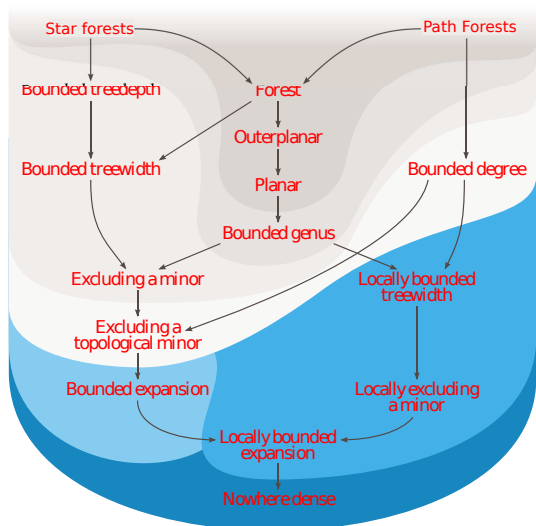 Star forests
Path Forests
Bounded treedepth
Forest
Outerplanar
Bounded treewidth
Planar
Bounded degree
Bounded genus
Excluding a minor
Locally bounded
treewidth
Excluding a
topological minor
Bounded expansion
Locally excluding
a minor
Locally bounded
expansion
Nowhere dense